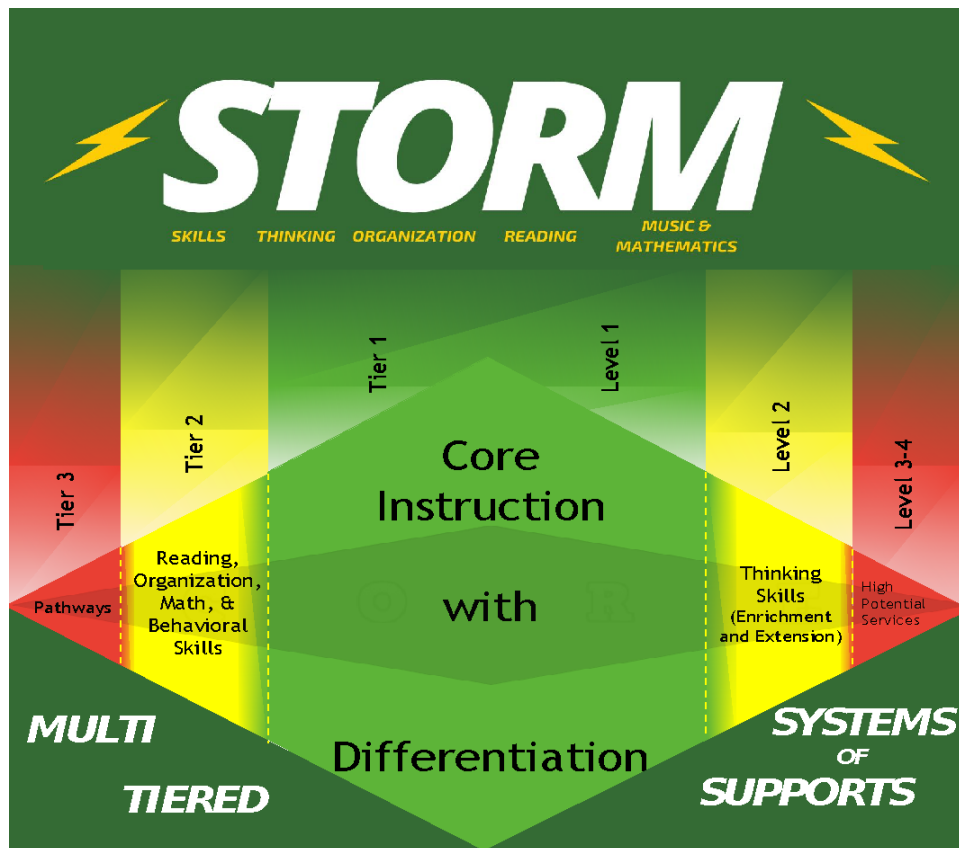 STORM
SKILLS THINKING ORGANIZATION READING MUSIC &
MATHEMATICS
Tier 3
Tier 2
Tier 1
Level 1
Level 2
Level 3-4
Core
Instruction
with
Differentiation
Pathways
Reading,
Organization,
Math, &
Behavioral
Skills
O R
Thinking
Skills
(Enrichment
and Extension)
High
Potential
Services
MULTI
TIERED
SYSTEMS
OF
SUPPORTS